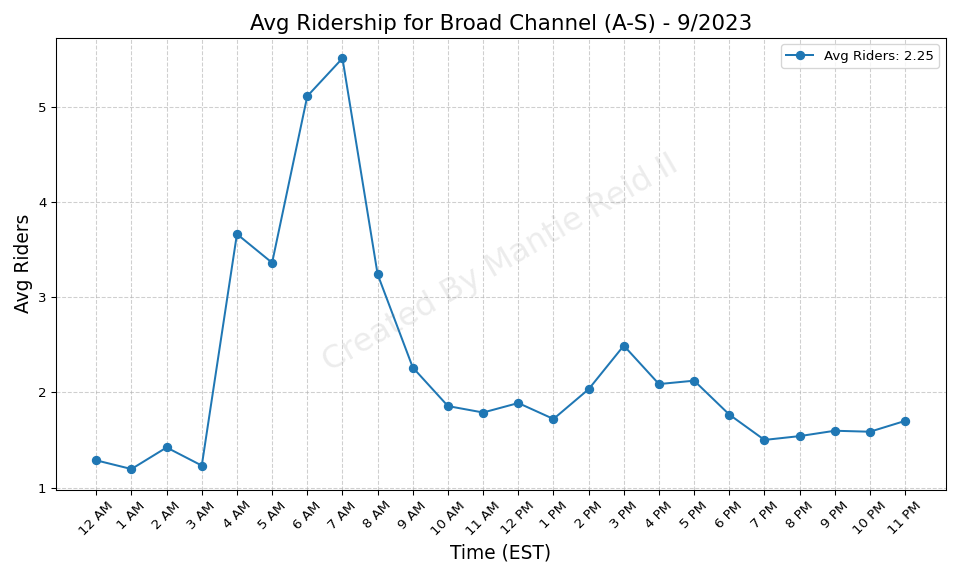 Avg Ridership for Broad Channel (A-S) - 9/2023
Avg Riders: 2.25
Avg Riders
5
4
3
2
1
Created By Mantie Reid II
12 AM
1 AM
2 AM
3 AM
4 AM
5 AM
6 AM
7 AM
8 AM
9 AM
10 AM
11 AM
12 PM
1 PM
2 PM
3 PM
4 PM
5 PM
6 PM
7 PM
8 PM
9 PM
10 PM
11 PM
Time (EST)